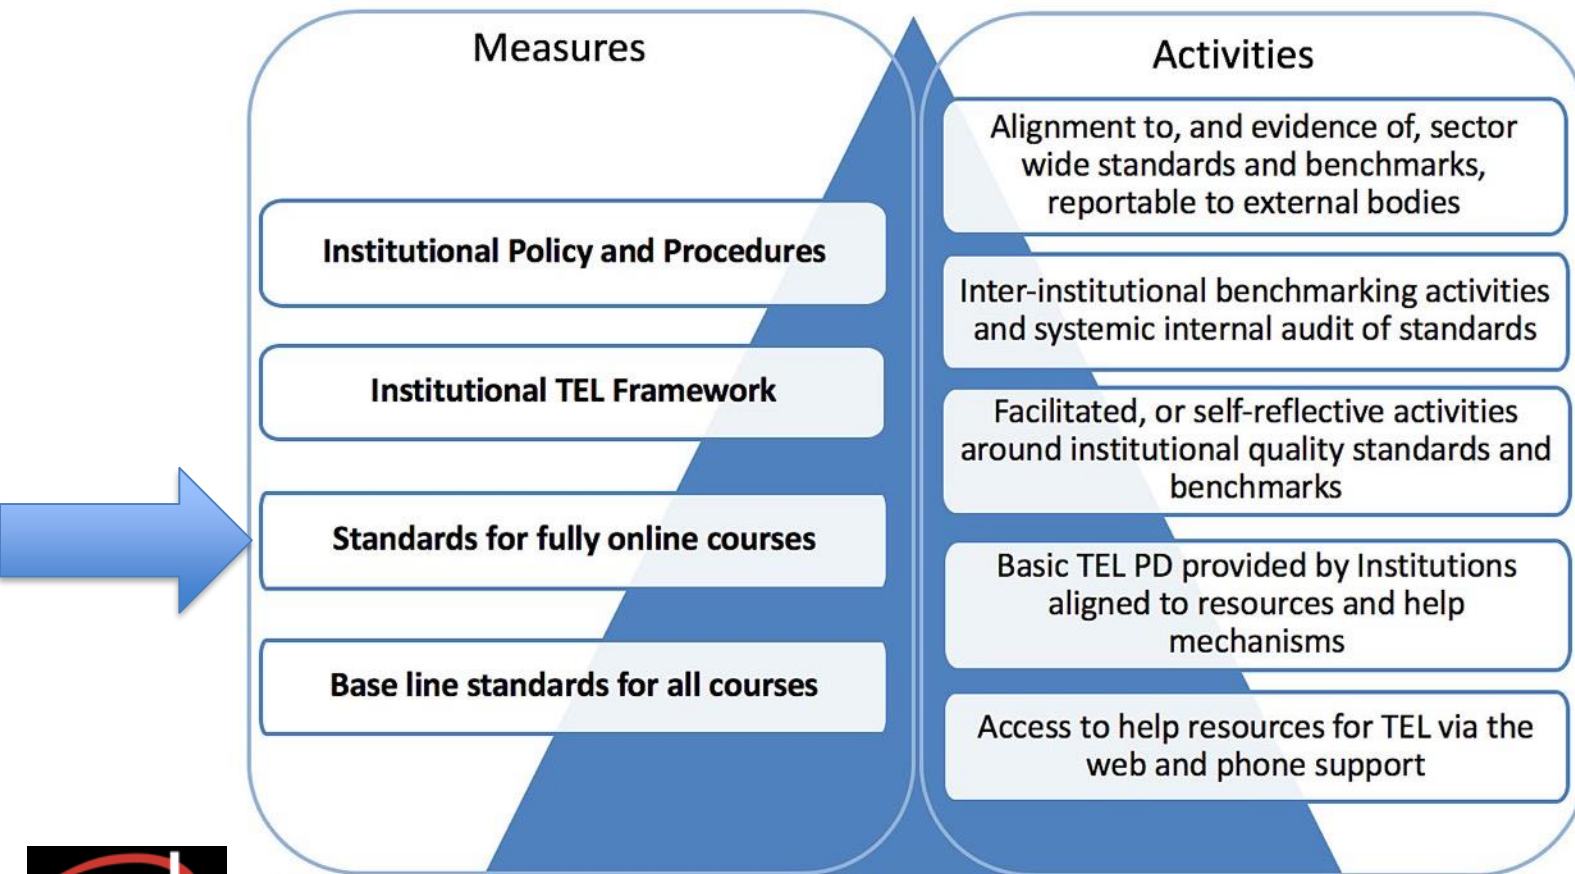 Measures
Institutional Policy and Procedures
Institutional TEL Framework
Standards for fully online courses
Base line standards for all courses
Activities
Alignment to, and evidence of, sector
wide standards and benchmarks,
reportable to external bodies
Inter-institutional benchmarking activities
and systemic internal audit of standards
Facilitated, or self-reflective activities
around institutional quality standards and
benchmarks
Basic TEL PD provided by Institutions
aligned to resources and help
mechanisms
Access to help resources for TEL via the
web and phone support